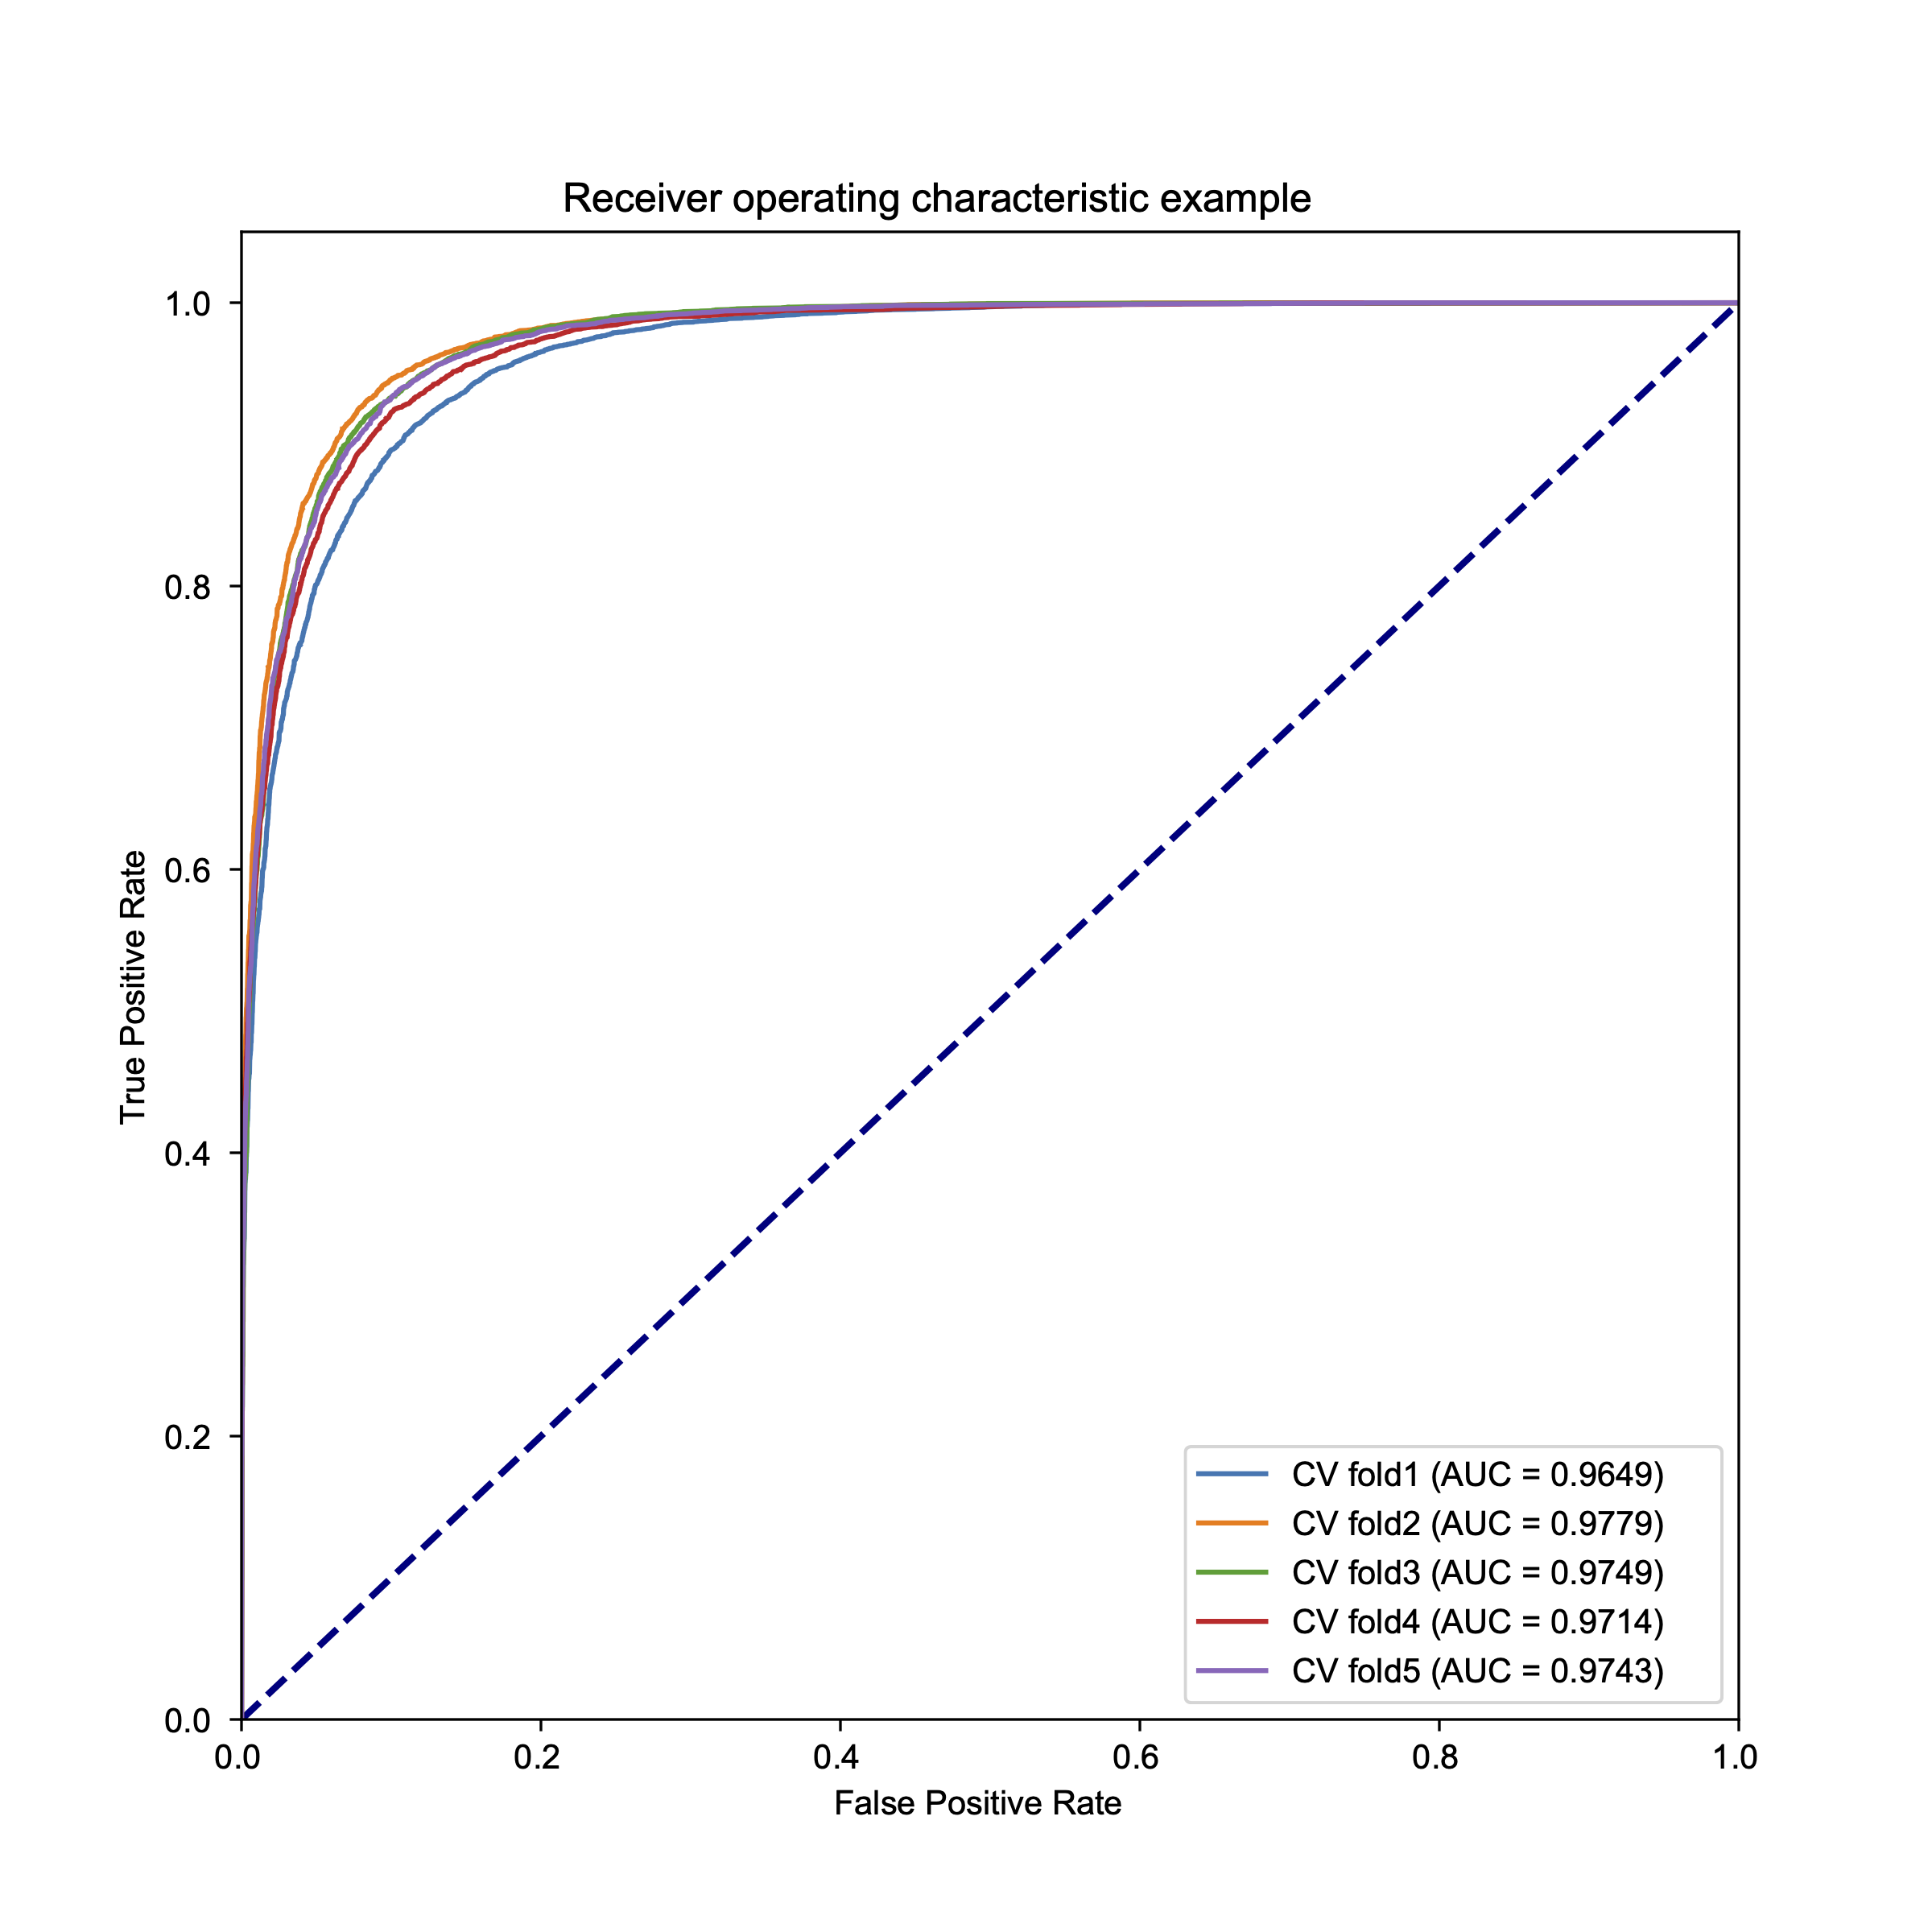 Receiver operating characteristic example
True Positive Rate
1.0
0.8
0.6
0.4
0.2
0.0
CV fold1 (AUC = 0.9649)
CV fold2 (AUC = 0.9779)
CV fold3 (AUC = 0.9749)
CV fold4 (AUC = 0.9714)
CV fold5 (AUC = 0.9743)
0.0 0.2 0.4 0.6 0.8 1.0
False Positive Rate